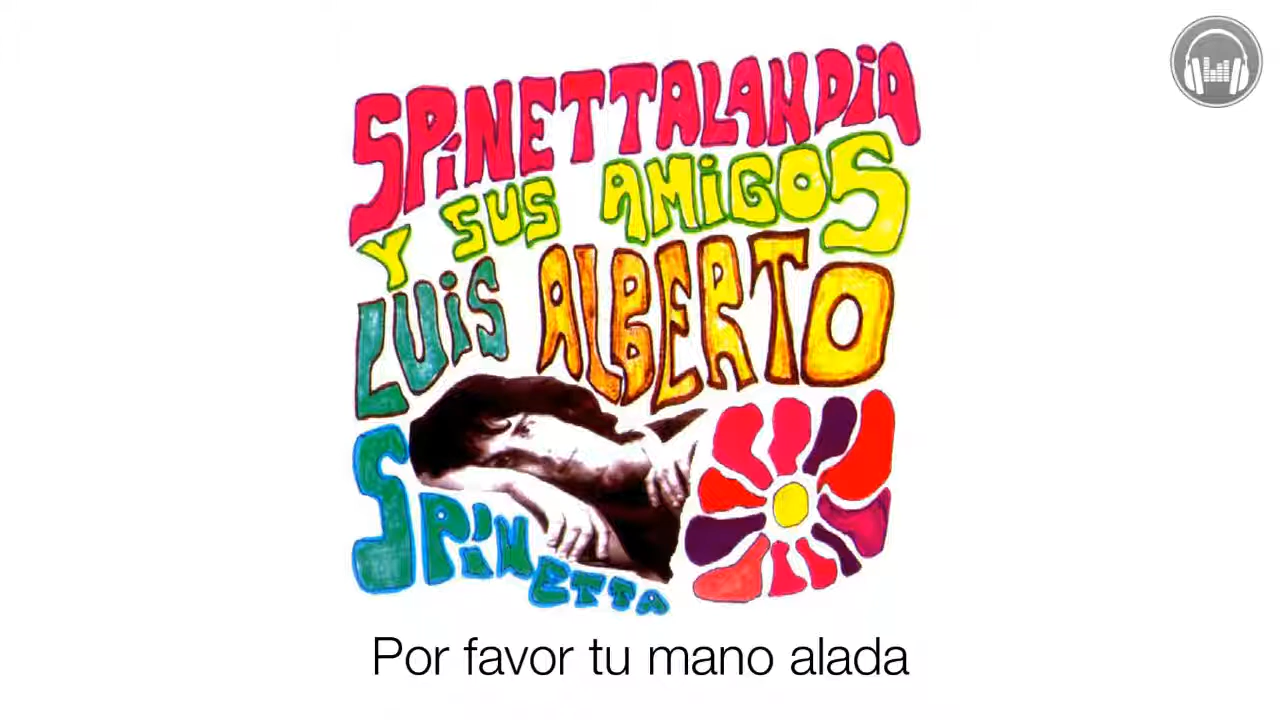 SPiNETTALANDiA
Y SUS AMiGOS
LUiS ALBERTO
SPiNETTA
Por favor tu mano alada